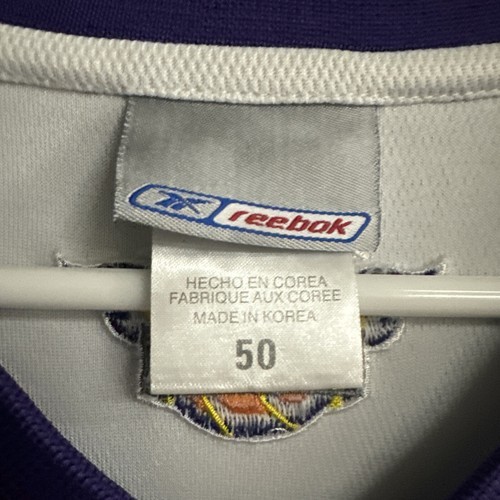 reebok
HECHO EN COREA
FABRIQUE AUX COREE
MADE IN KOREA
50